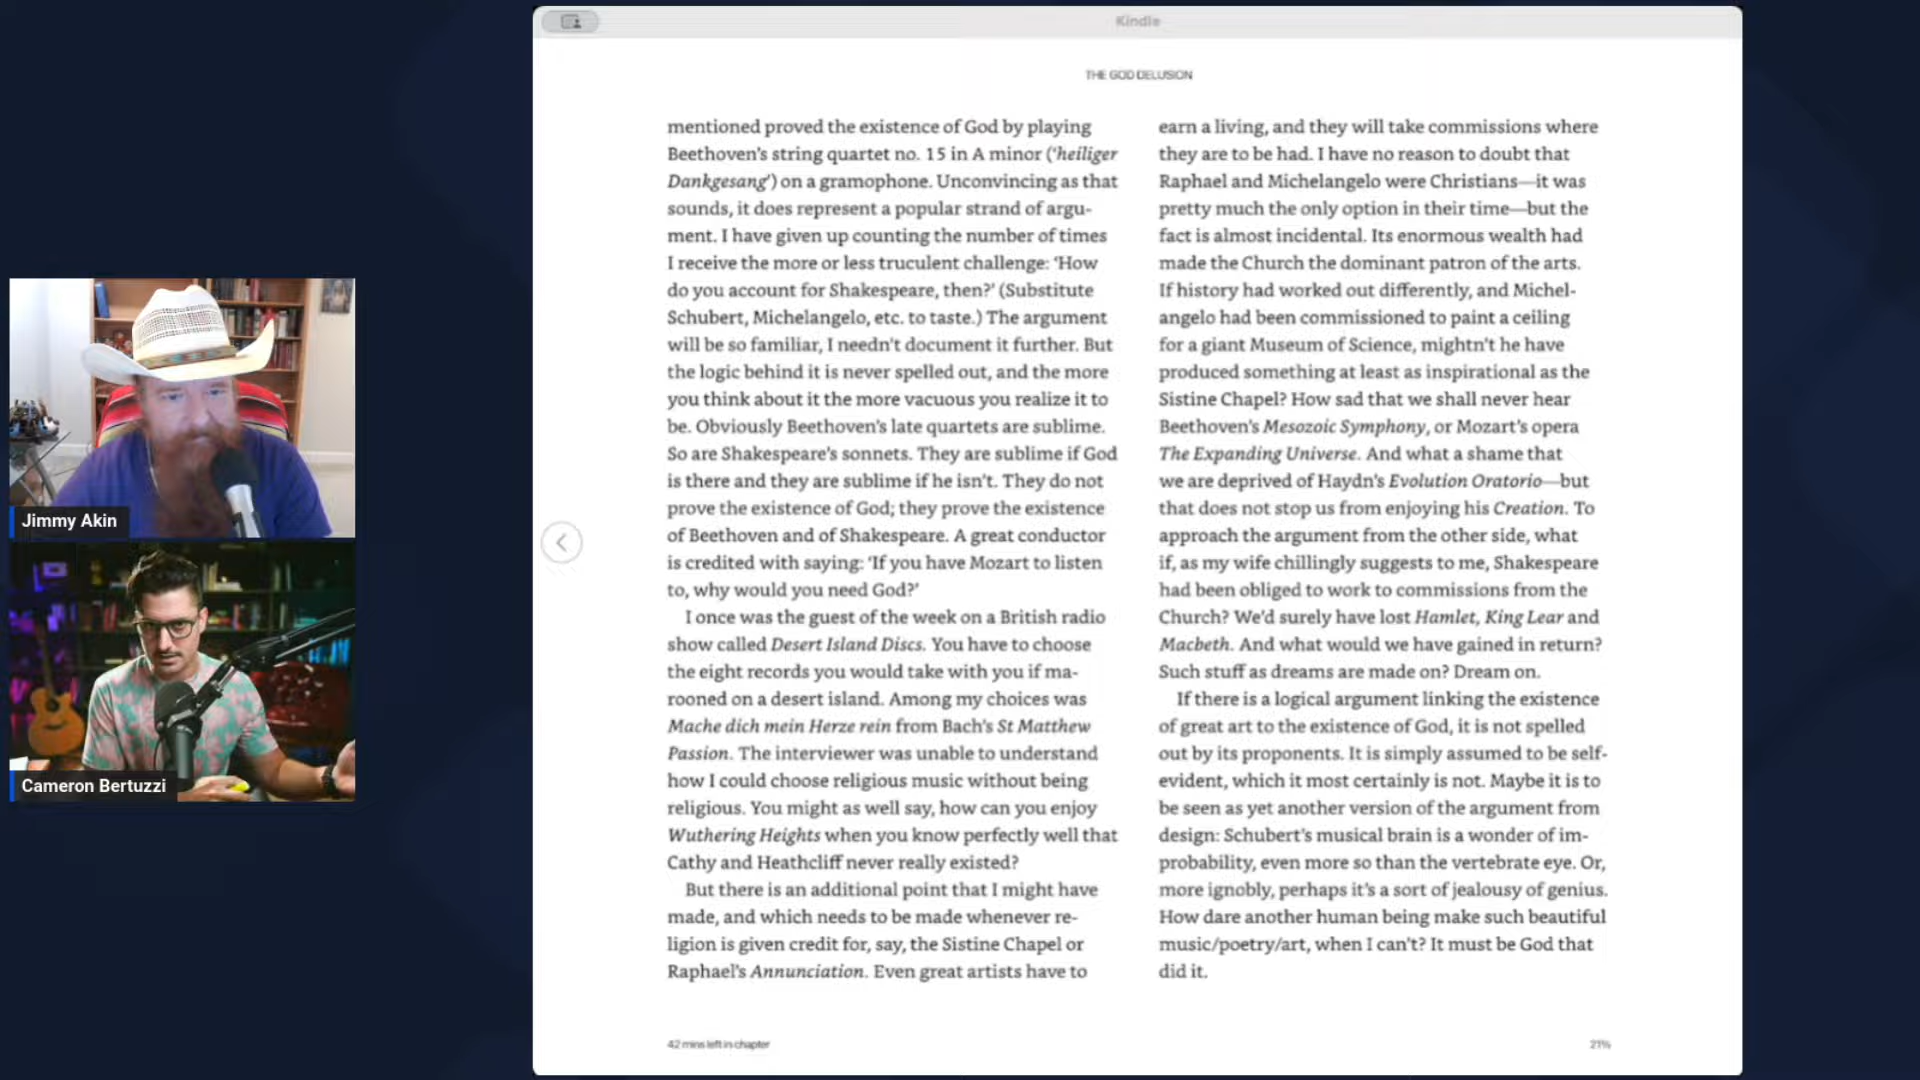 Kindle
THE GOD DELUSION
mentioned proved the existence of God by playing
Beethoven's string quartet no. 15 in A minor ('heiliger
Dankgesang') on a gramophone. Unconvincing as that
sounds, it does represent a popular strand of argu-
ment. I have given up counting the number of times
I receive the more or less truculent challenge: 'How
do you account for Shakespeare, then?' (Substitute
Schubert, Michelangelo, etc. to taste.) The argument
will be so familiar, I needn't document it further. But
the logic behind it is never spelled out, and the more
you think about it the more vacuous you realize it to
be. Obviously Beethoven's late quartets are sublime.
So are Shakespeare's sonnets. They are sublime if God
is there and they are sublime if he isn't. They do not
prove the existence of God; they prove the existence
of Beethoven and of Shakespeare. A great conductor
is credited with saying: 'If you have Mozart to listen
to, why would you need God?'
I once was the guest of the week on a British radio
show called Desert Island Discs. You have to choose
the eight records you would take with you if ma-
rooned on a desert island. Among my choices was
Mache dich mein Herze rein from Bach's St Matthew
Passion. The interviewer was unable to understand
how I could choose religious music without being
religious. You might as well say, how can you enjoy
Wuthering Heights when you know perfectly well that
Cathy and Heathcliff never really existed?
But there is an additional point that I might have
made, and which needs to be made whenever re-
ligion is given credit for, say, the Sistine Chapel or
Raphael's Annunciation. Even great artists have to
earn a living, and they will take commissions where
they are to be had. I have no reason to doubt that
Raphael and Michelangelo were Christians—it was
pretty much the only option in their time—but the
fact is almost incidental. Its enormous wealth had
made the Church the dominant patron of the arts.
If history had worked out differently, and Michel-
angelo had been commissioned to paint a ceiling
for a giant Museum of Science, mightn't he have
produced something at least as inspirational as the
Sistine Chapel? How sad that we shall never hear
Beethoven's Mesozoic Symphony, or Mozart's opera
The Expanding Universe. And what a shame that
we are deprived of Haydn's Evolution Oratorio—but
that does not stop us from enjoying his Creation. To
approach the argument from the other side, what
if, as my wife chillingly suggests to me, Shakespeare
had been obliged to work to commissions from the
Church? We'd surely have lost Hamlet, King Lear and
Macbeth. And what would we have gained in return?
Such stuff as dreams are made on? Dream on.
If there is a logical argument linking the existence
of great art to the existence of God, it is not spelled
out by its proponents. It is simply assumed to be self-
evident, which it most certainly is not. Maybe it is to
be seen as yet another version of the argument from
design: Schubert's musical brain is a wonder of im-
probability, even more so than the vertebrate eye. Or,
more ignobly, perhaps it's a sort of jealousy of genius.
How dare another human being make such beautiful
music/poetry/art, when I can't? It must be God that
did it.
42 mins left in chapter
21%
Jimmy Akin
Cameron Bertuzzi